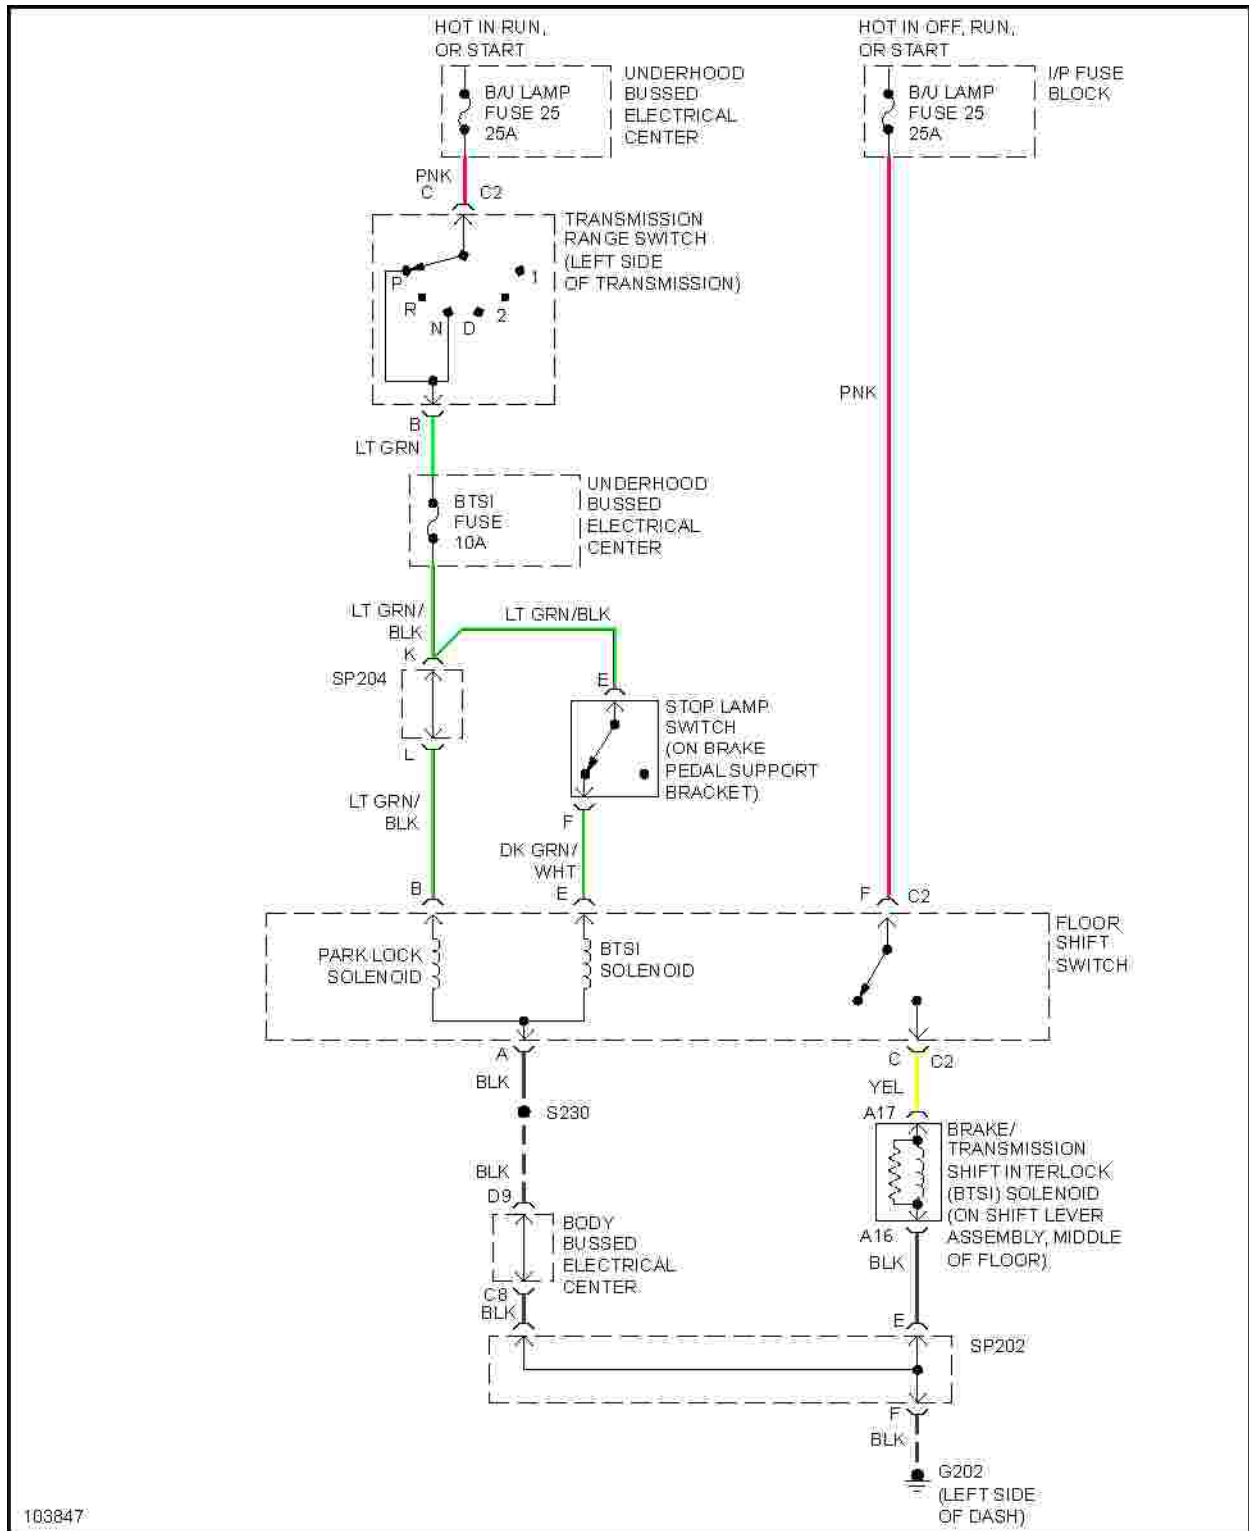 HOT IN RUN,
OR START
B/U LAMP
FUSE 25
25A
UNDERHOOD
BUSSED
ELECTRICAL
CENTER
HOT IN OFF, RUN,
OR START
B/U LAMP
FUSE 25
25A
I/P FUSE
BLOCK
PNK
C
C2
TRANSMISSION
RANGE SWITCH
(LEFT SIDE
OF TRANSMISSION)
P
R
N
D
2
1
B
LT GRN
PNK
BTSI
FUSE
10A
UNDERHOOD
BUSSED
ELECTRICAL
CENTER
LT GRN/
BLK
LT GRN/BLK
K
SP204
L
E
STOP LAMP
SWITCH
(ON BRAKE
PEDAL SUPPORT
BRACKET)
F
LT GRN/
BLK
DK GRN/
WHT
B
E
F
C2
PARK LOCK
SOLENOID
BTSI
SOLENOID
FLOOR
SHIFT
SWITCH
A
BLK
S230
BLK
D9
BODY
BUSSED
ELECTRICAL
CENTER
C8
BLK
C
C2
YEL
A17
BRAKE/
TRANSMISSION
SHIFT INTERLOCK
(BTSI) SOLENOID
(ON SHIFT LEVER
ASSEMBLY, MIDDLE
OF FLOOR)
A16
BLK
E
SP202
F
BLK
G202
(LEFT SIDE
OF DASH)
103847